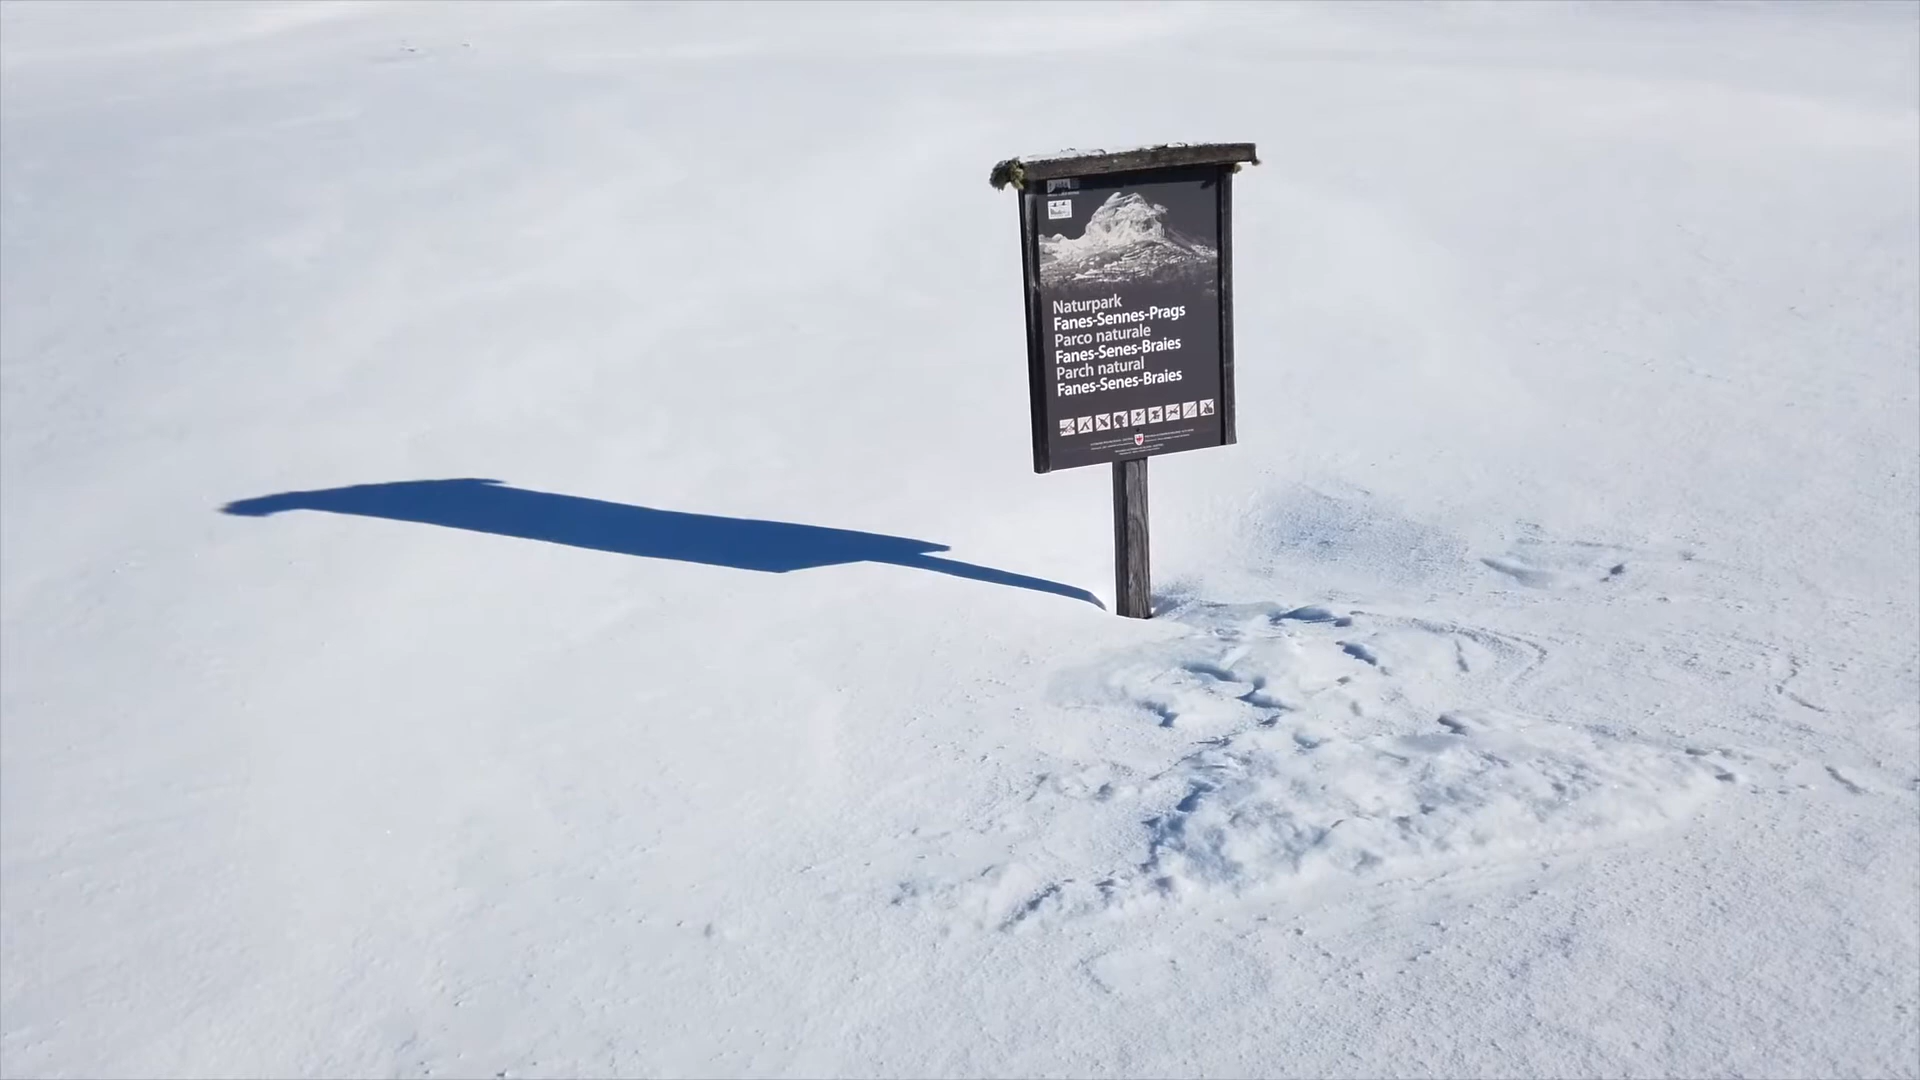 Naturpark
Fanes-Sennes-Prags
Parco naturale
Fanes-Senes-Braies
Parch natural
Fanes-Senes-Braies